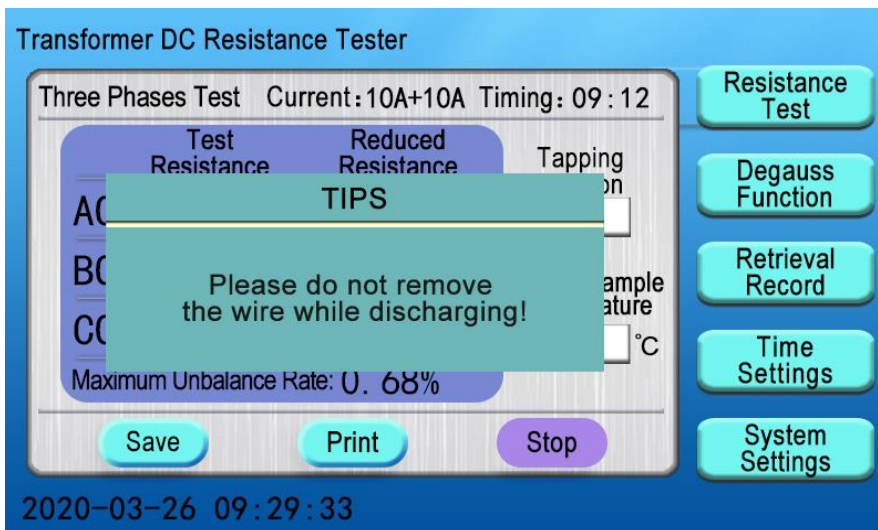 Transformer DC Resistance Tester
Three Phases Test Current:10A+10A Timing:09:12
Test Reduced
Resistance Resistance
Tapping
TIPS
Please do not remove
the wire while discharging!
°C
Maximum Unbalance Rate: 0. 68%
Save Print Stop
Resistance
Test
Degauss
Function
Retrieval
Record
Time
Settings
System
Settings
2020-03-26 09:29:33